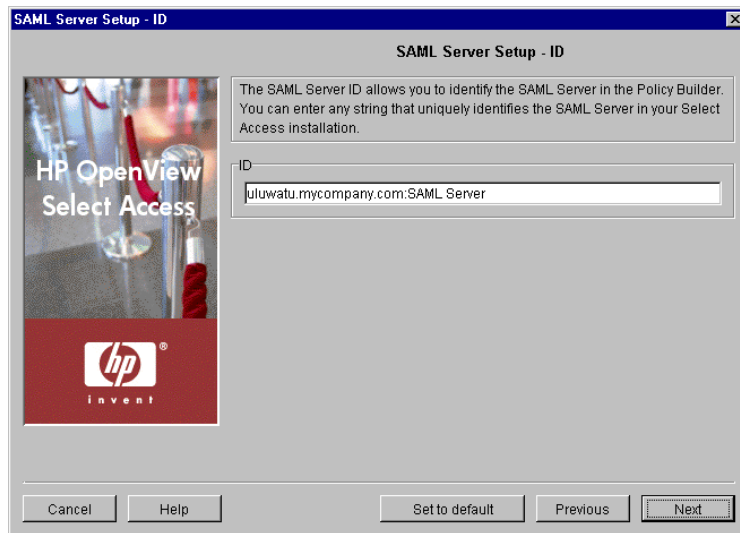 SAML Server Setup - ID
SAML Server Setup - ID
The SAML Server ID allows you to identify the SAML Server in the Policy Builder.
You can enter any string that uniquely identifies the SAML Server in your Select
Access installation.
HP OpenView
Select Access
ID
uluwatu.mycompany.com:SAML Server
hp
®
invent
Cancel
Help
Set to default
Previous
Next